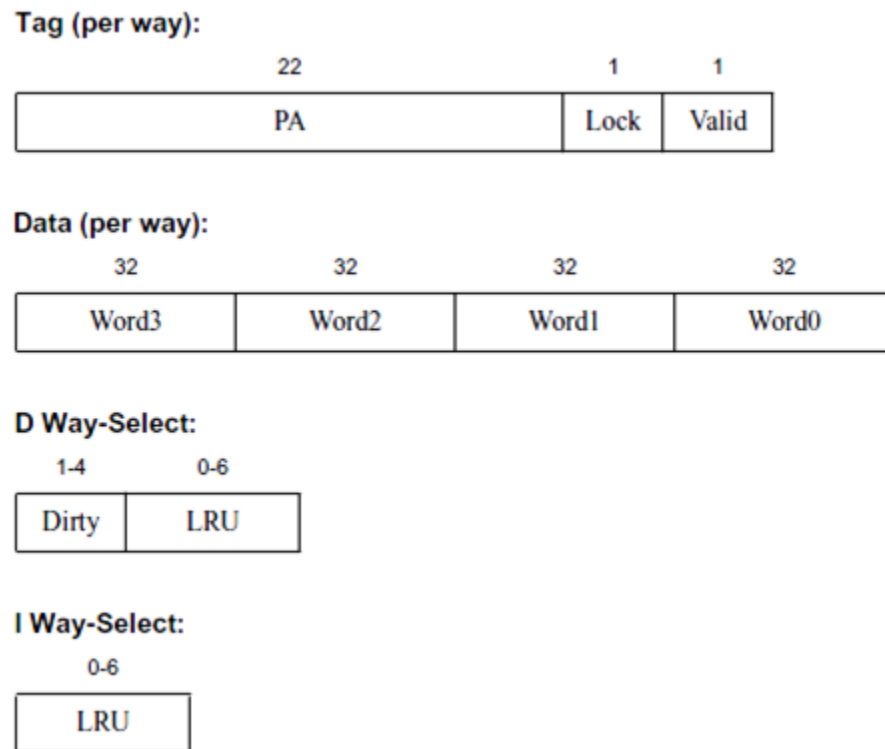 Tag (per way):
22 1 1
PA Lock Valid
Data (per way):
32 32 32 32
Word3 Word2 Word1 Word0
D Way-Select:
1-4 0-6
Dirty LRU
I Way-Select:
0-6
LRU